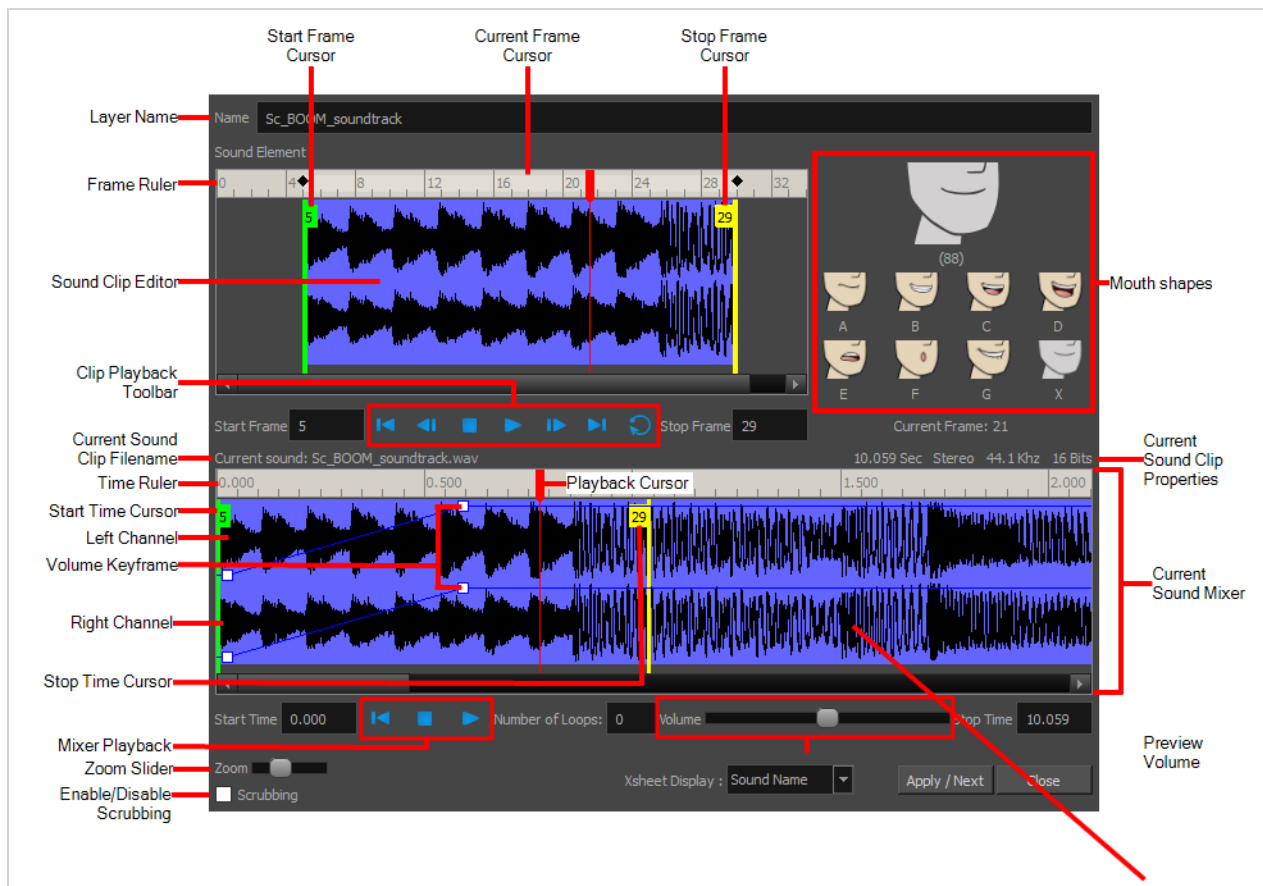 Start Frame
Cursor
Current Frame
Cursor
Stop Frame
Cursor
Layer Name
Name Sc_BOOM_soundtrack
Sound Element
Frame Ruler
0 4 8 12 16 20 24 28 32
5
29
Sound Clip Editor
(88)
Mouth shapes
A B C D
E F G X
Clip Playback
Toolbar
Start Frame 5
Stop Frame 29
Current Frame: 21
Current Sound
Clip Filename
Current sound: Sc_BOOM_soundtrack.wav
10.059 Sec Stereo 44.1 Khz 16 Bits
Current
Sound Clip
Properties
Time Ruler
0.000 0.500 1.500 2.000
Playback Cursor
Start Time Cursor
5
29
Left Channel
Volume Keyframe
Current
Sound Mixer
Right Channel
Stop Time Cursor
Start Time 0.000
Number of Loops: 0
Volume
Stop Time 10.059
Mixer Playback
Preview
Volume
Zoom Slider
Zoom
Xsheet Display : Sound Name
Apply / Next
Close
Enable/Disable
Scrubbing
Scrubbing